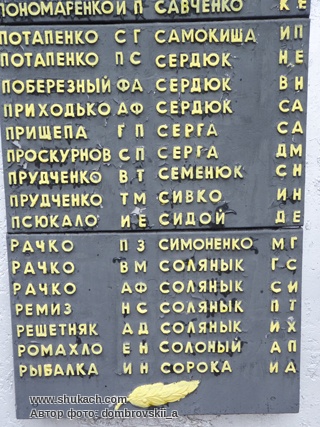 ПОНОМАРЕНКО И П САВЧЕНКО К Е
ПОТАПЕНКО С Г САМОКИША И П
ПОТАПЕНКО П С СЕРДЮК Н Е
ПОБЕРЕЗНЫЙ Ф А СЕРДЮК В Н
ПРИХОДЬКО А Ф СЕРДЮК С А
ПРИЩЕПА Г П СЕРГА С А
ПРОСКУРНОВ С П СЕРГА Д М
ПРУДЧЕНКО В Т СЕМЕНЮК С Н
ПРУДЧЕНКО Т М СИВКО И Н
ПСЮКАЛО И Е СИДОЙ Д Е
РАЧКО П З СИМОНЕНКО М Г
РАЧКО В М СОЛЯНЫК Г С
РАЧКО А Ф СОЛЯНЫК С И
РЕМИЗ Н С СОЛЯНЫК П Т
РЕШЕТНЯК А Д СОЛЯНЫК И Х
РОМАХЛО Е Н СОЛОНЫЙ А П
РЫБАЛКА И Н СОРОКА И А
www.shukach.com
Автор фото: dombrovskii_a